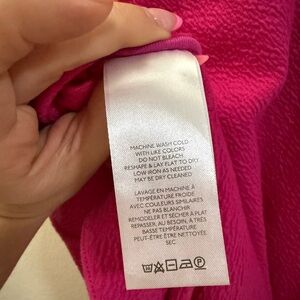 MACHINE WASH COLD
WITH LIKE COLORS
DO NOT BLEACH
RESHAPE & LAY FLAT TO DRY
LOW IRON AS NEEDED
MAY BE DRY CLEANED
LAVAGE EN MACHINE À
TEMPÉRATURE FROIDE
AVEC COULEURS SIMILAIRES
NE PAS BLANCHIR
REMODELER ET SÉCHER À PLAT
REPASSER, AU BESOIN, À TRÈS
BASSE TEMPÉRATURE
PEUT-ÊTRE ÊTRE NETTOYÉ
SEC